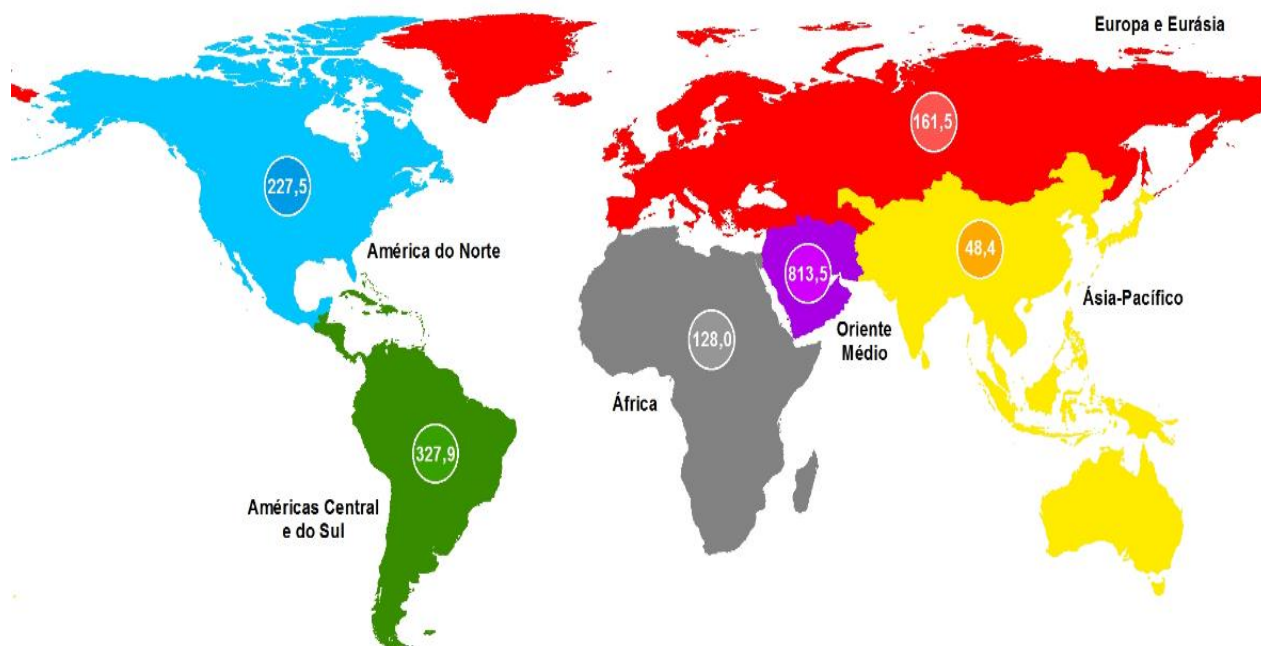 Europa e Eurásia
161,5
227,5
América do Norte
48,4
813,5
Ásia-Pacífico
Oriente
Médio
128,0
África
327,9
Américas Central
e do Sul